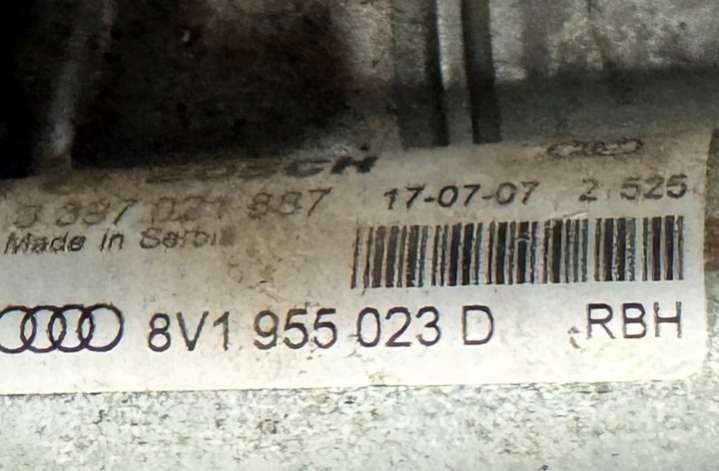 BOSCH
3 397 021 887 17-07-07 2 525
Made in Serbia
8V1 955 023 D RBH